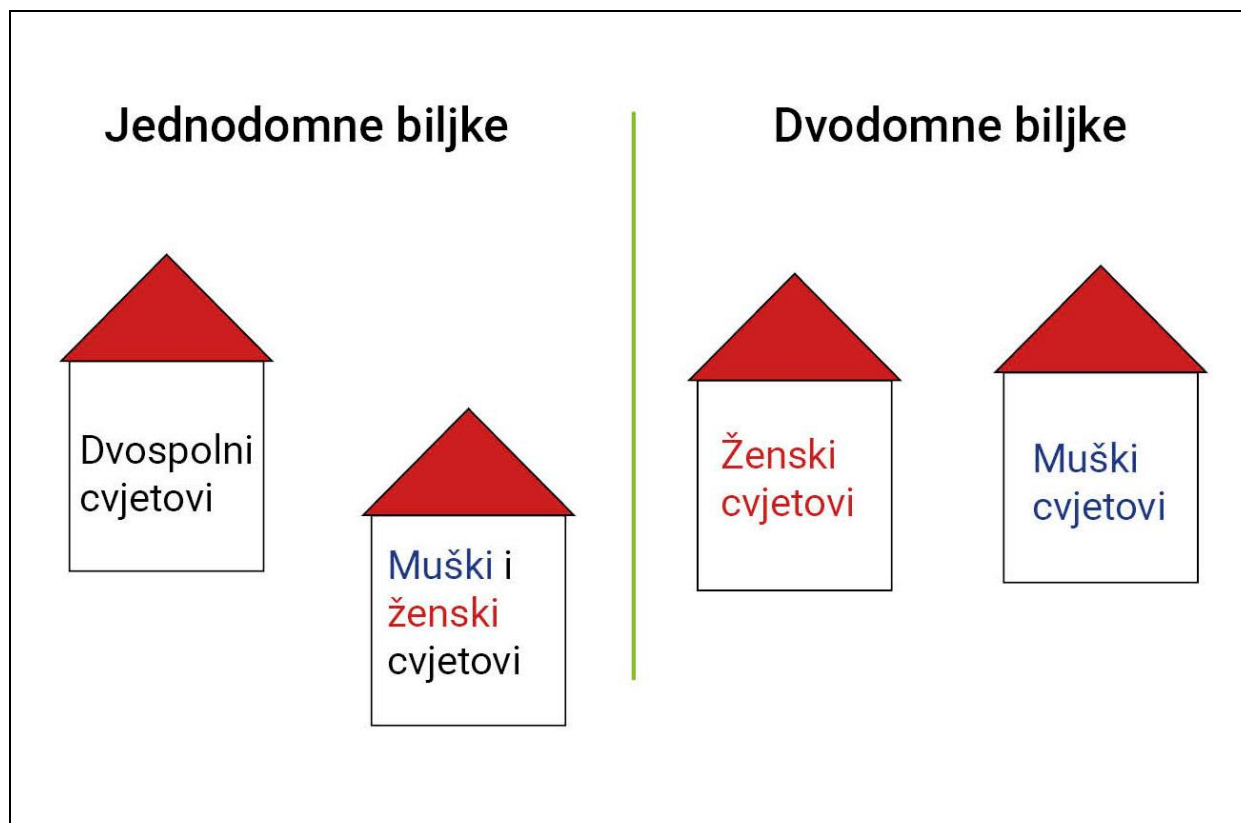 Jednodomne biljke
Dvospolni
cvjetovi
Muški i
ženski
cvjetovi
Dvodomne biljke
Ženski
cvjetovi
Muški
cvjetovi